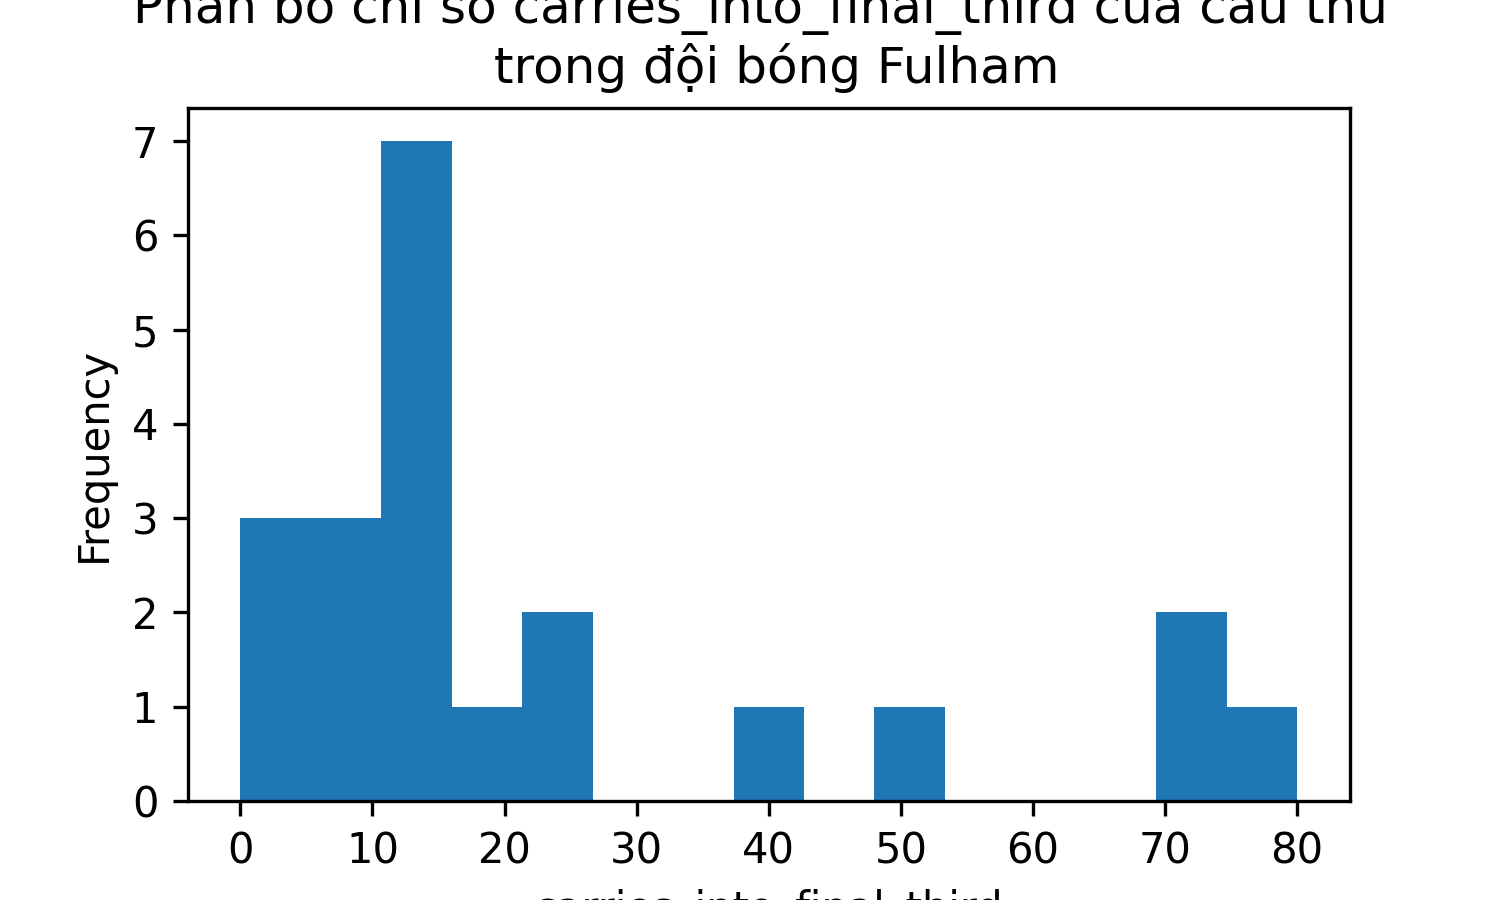 Phân bố chỉ số carries_into_final_third của cầu thủ
trong đội bóng Fulham
7
6
5
4
3
2
1
0
Frequency
0 10 20 30 40 50 60 70 80
carries_into_final_third